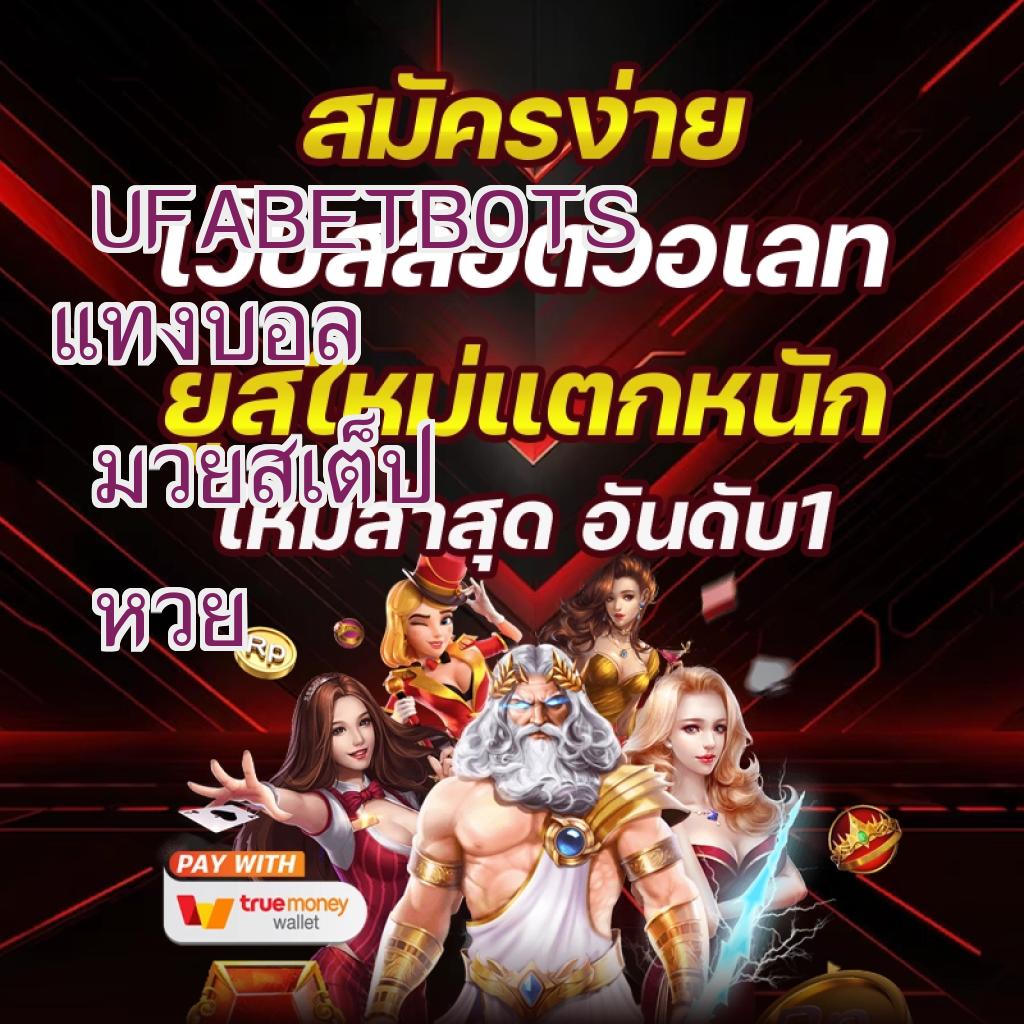 สมัครง่าย
UFABETBOTS
เว็บสล็อตวอเลท
แทงบอล
ยูสใหม่แตกหนัก
มวยสเต็ป
ใหม่ล่าสุด อันดับ1
หวย
Rp
PAY WITH
truemoney
wallet